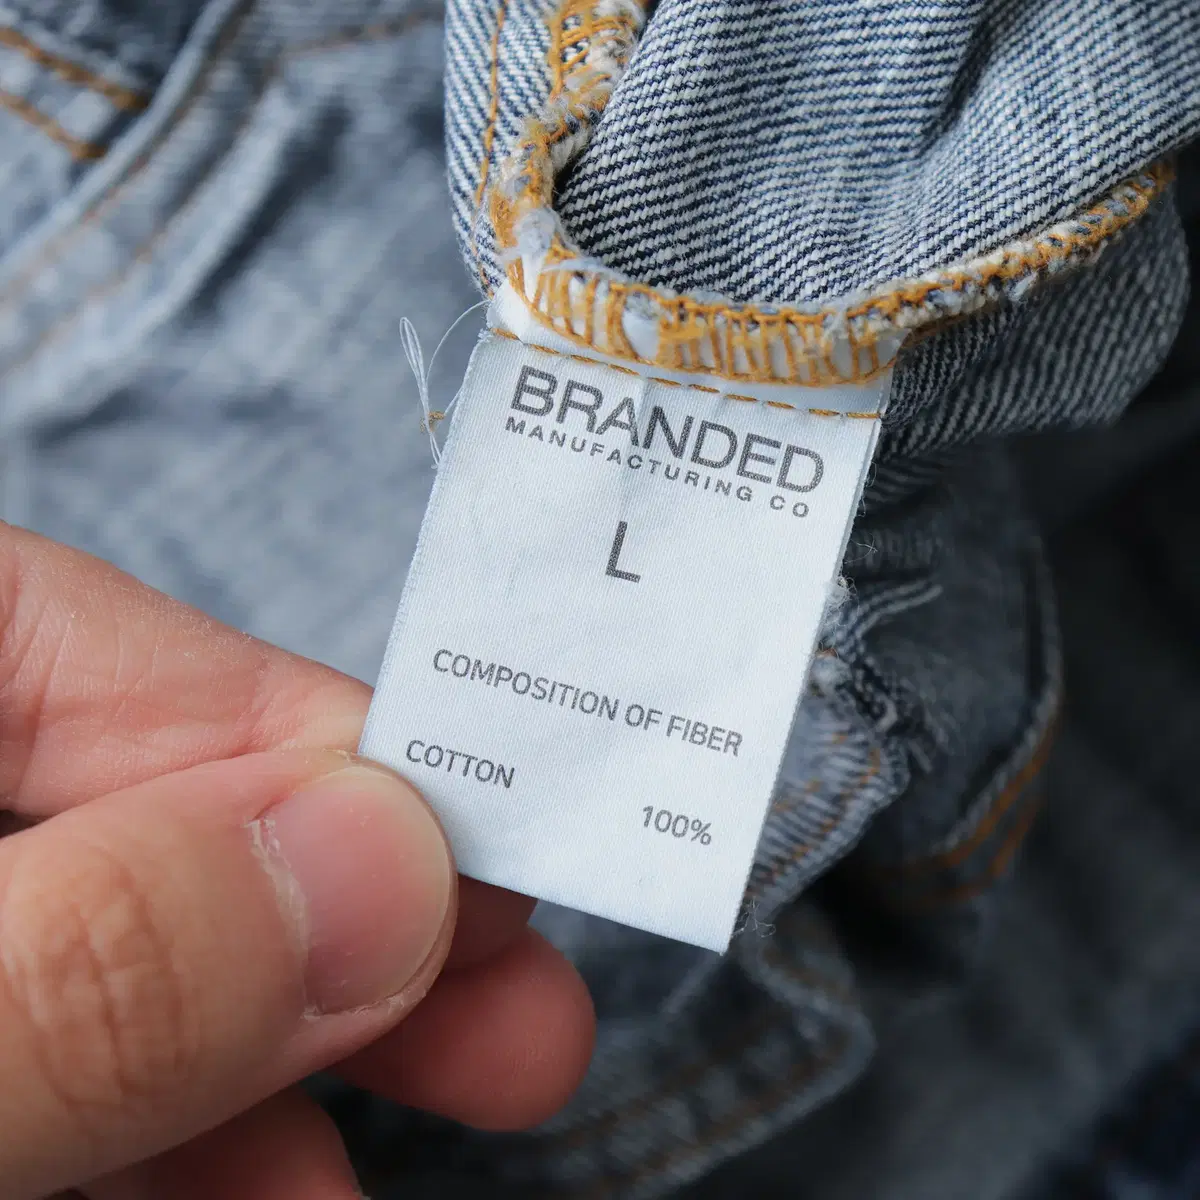 BRANDED
MANUFACTURING CO
L
COMPOSITION OF FIBER
COTTON
100%